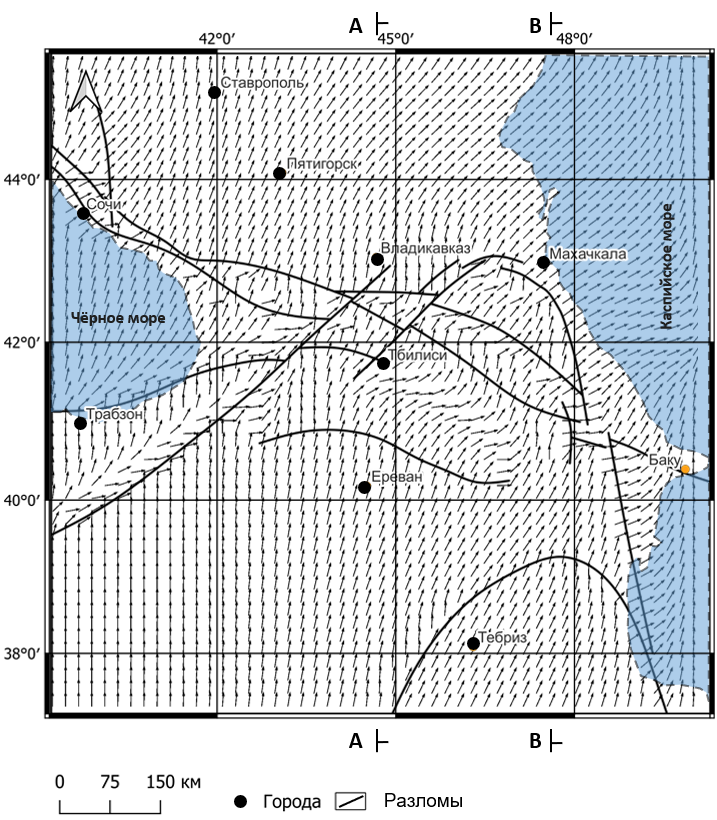 A B
42°0' 45°0' 48°0'
Ставрополь
Пятигорск
44°0'
Сочи
Владикавказ
Махачкала
Каспийское море
Чёрное море
42°0'
Тбилиси
Трабзон
Баку
Ереван
40°0'
Тебриз
38°0'
A B
0 75 150 км
Города Разломы